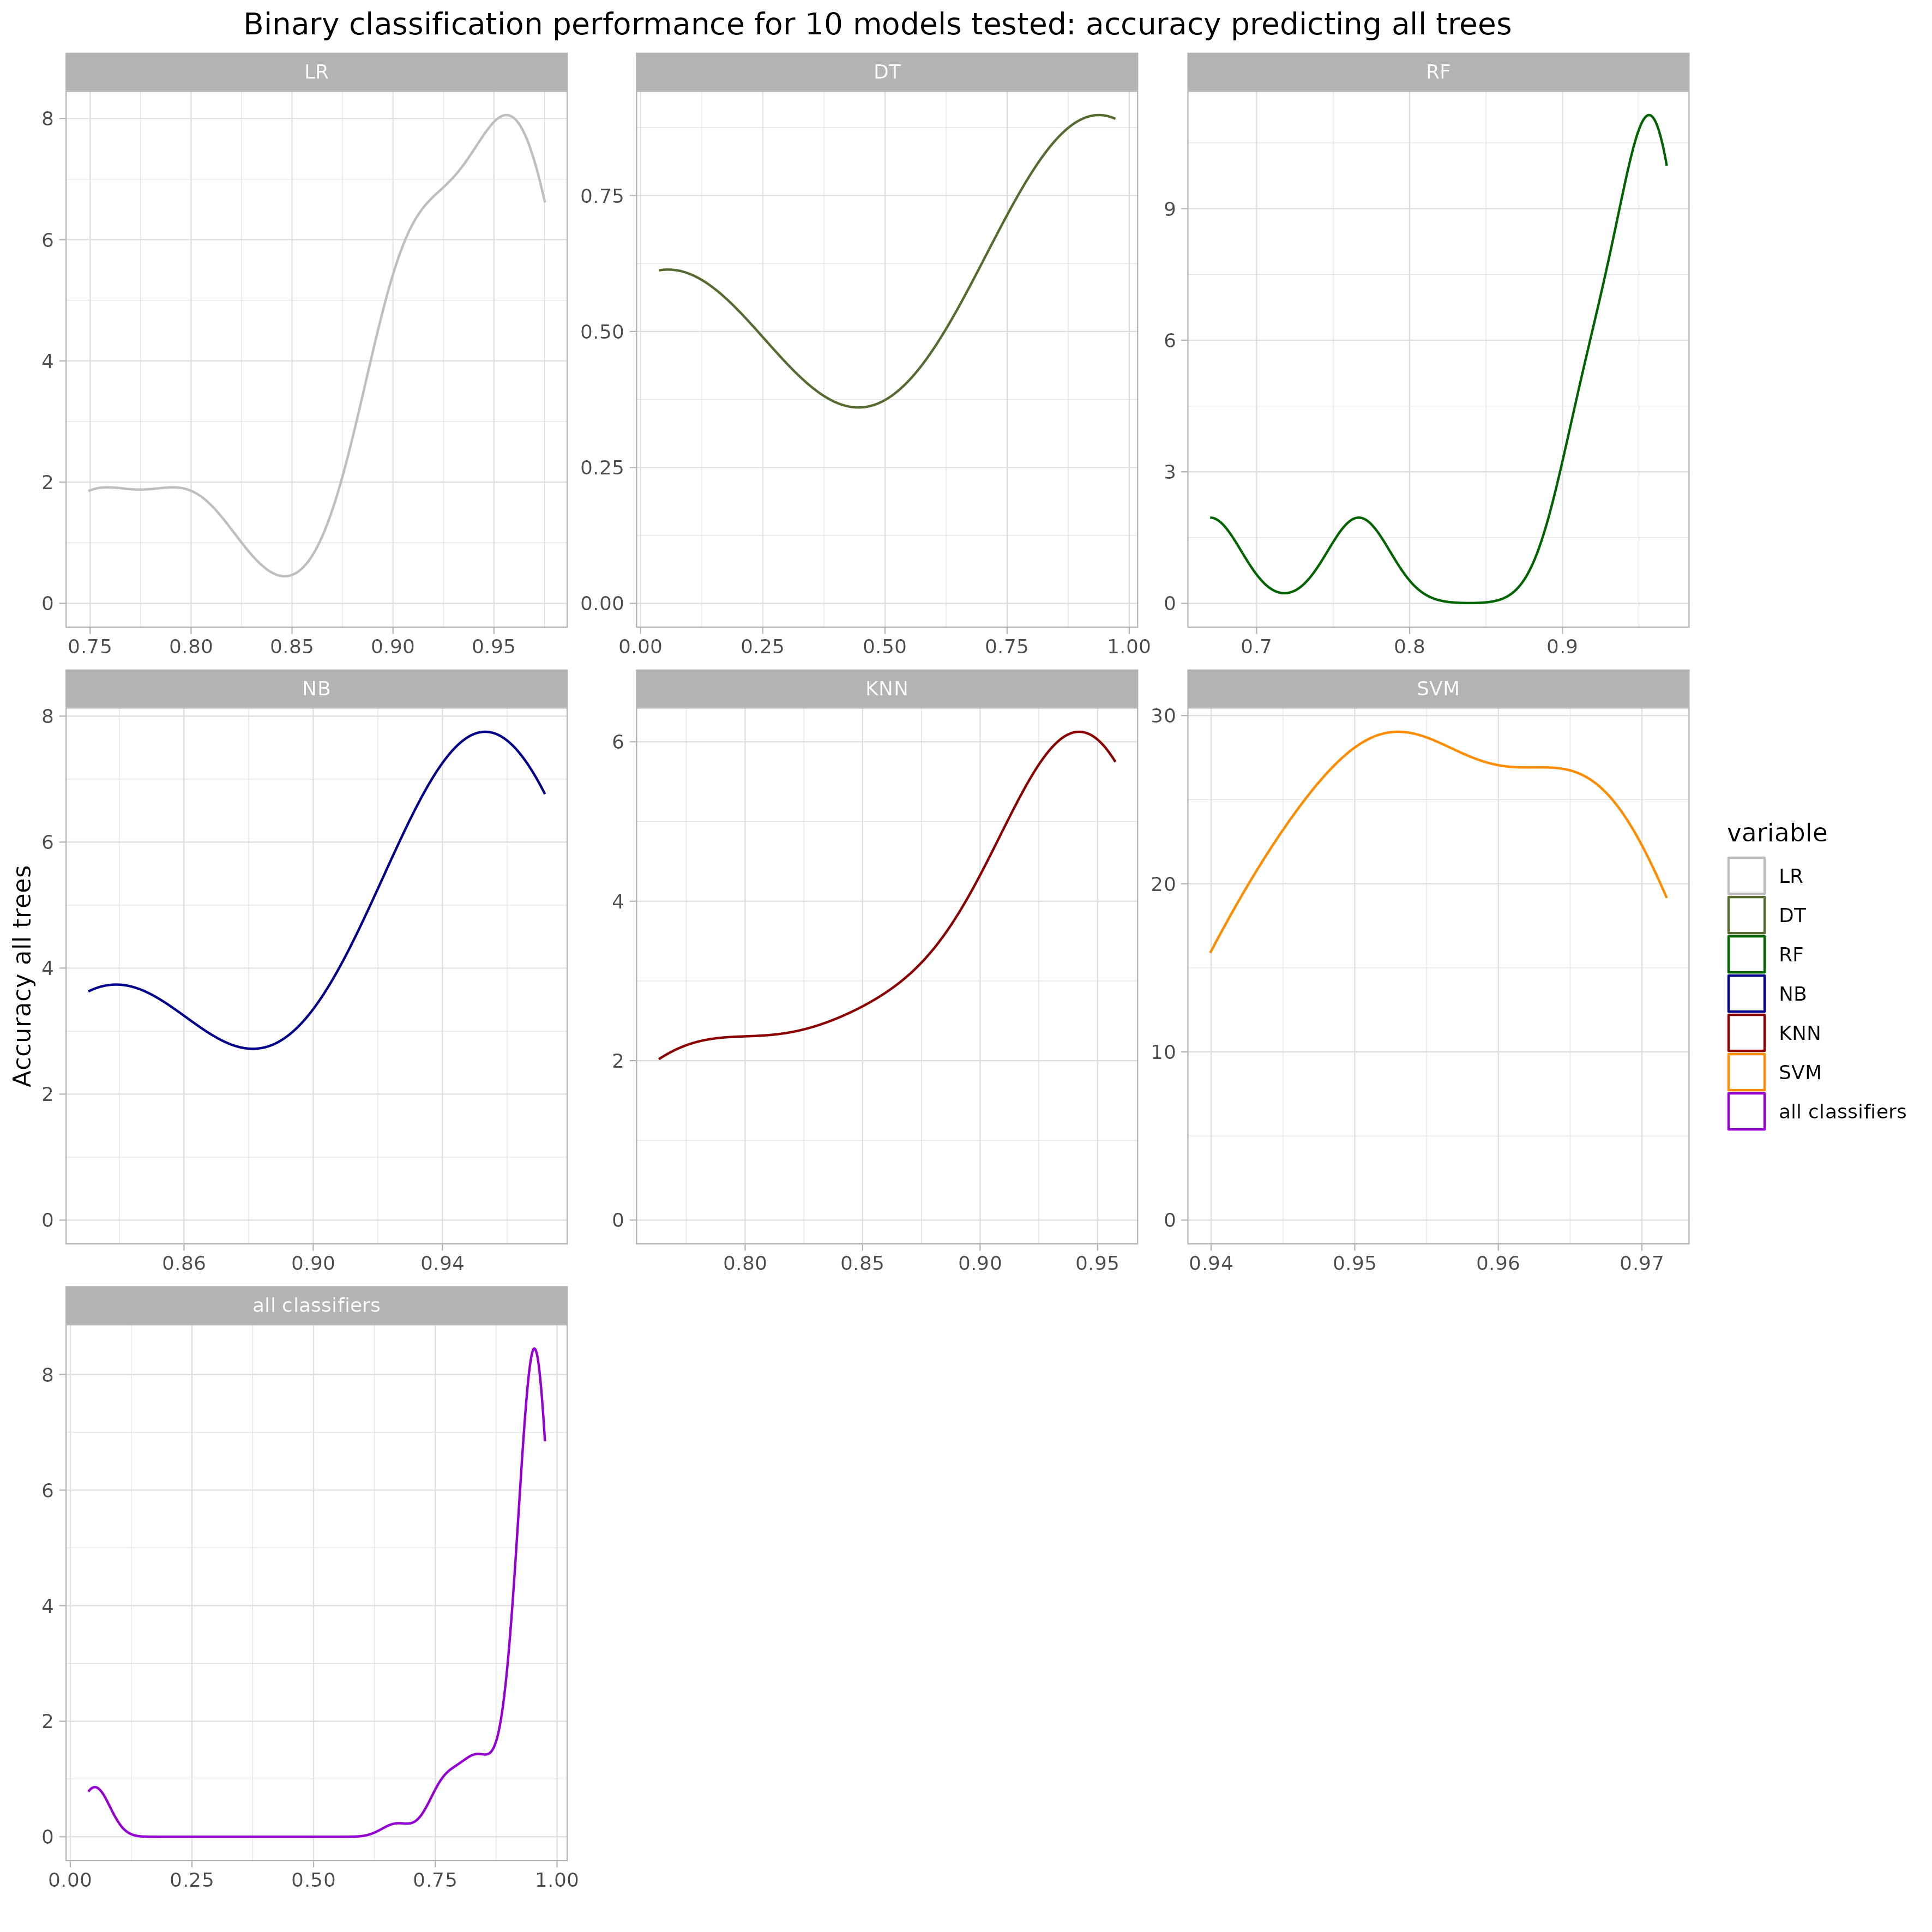 Binary classification performance for 10 models tested: accuracy predicting all trees
LR
DT
RF
8
6
4
2
0
0.75 0.80 0.85 0.90 0.95
0.75
0.50
0.25
0.00
0.00 0.25 0.50 0.75 1.00
9
6
3
0
0.7 0.8 0.9
NB
KNN
SVM
8
6
4
2
0
0.86 0.90 0.94
6
4
2
0
0.80 0.85 0.90 0.95
30
20
10
0
0.94 0.95 0.96 0.97
Accuracy all trees
all classifiers
8
6
4
2
0
0.00 0.25 0.50 0.75 1.00
variable
LR
DT
RF
NB
KNN
SVM
all classifiers